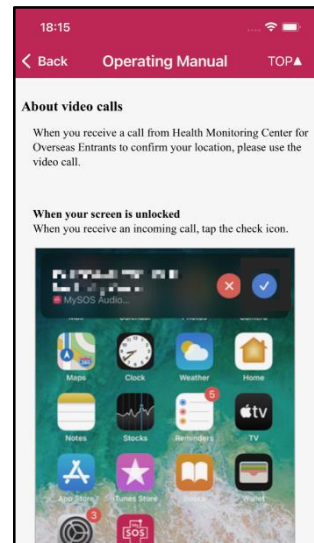 18:15
Back
Operating Manual
TOP▲
About video calls
When you receive a call from Health Monitoring Center for
Overseas Entrants to confirm your location, please use the
video call.
When your screen is unlocked
When you receive an incoming call, tap the check icon.
MySOS Audio...
Maps
Clock
Weather
Home
5
tv
Notes
Stocks
Reminders
TV
App Store
iTunes Store
Wallet
3
SOS